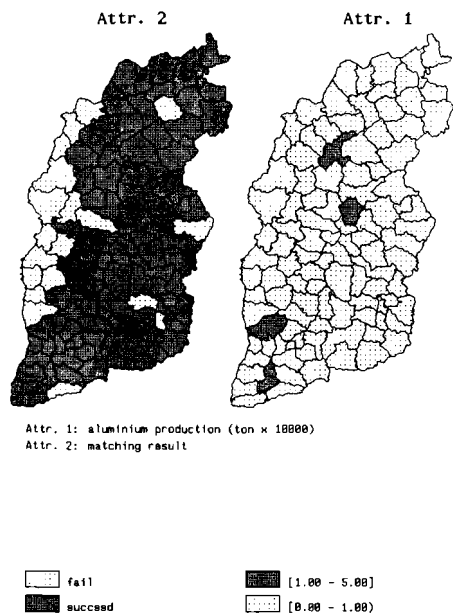 Attr. 2
Attr. 1
Attr. 1: aluminium production (ton x 10000)
Attr. 2: matching result
fail
succssd
[1.00 - 5.00]
[0.00 - 1.00)